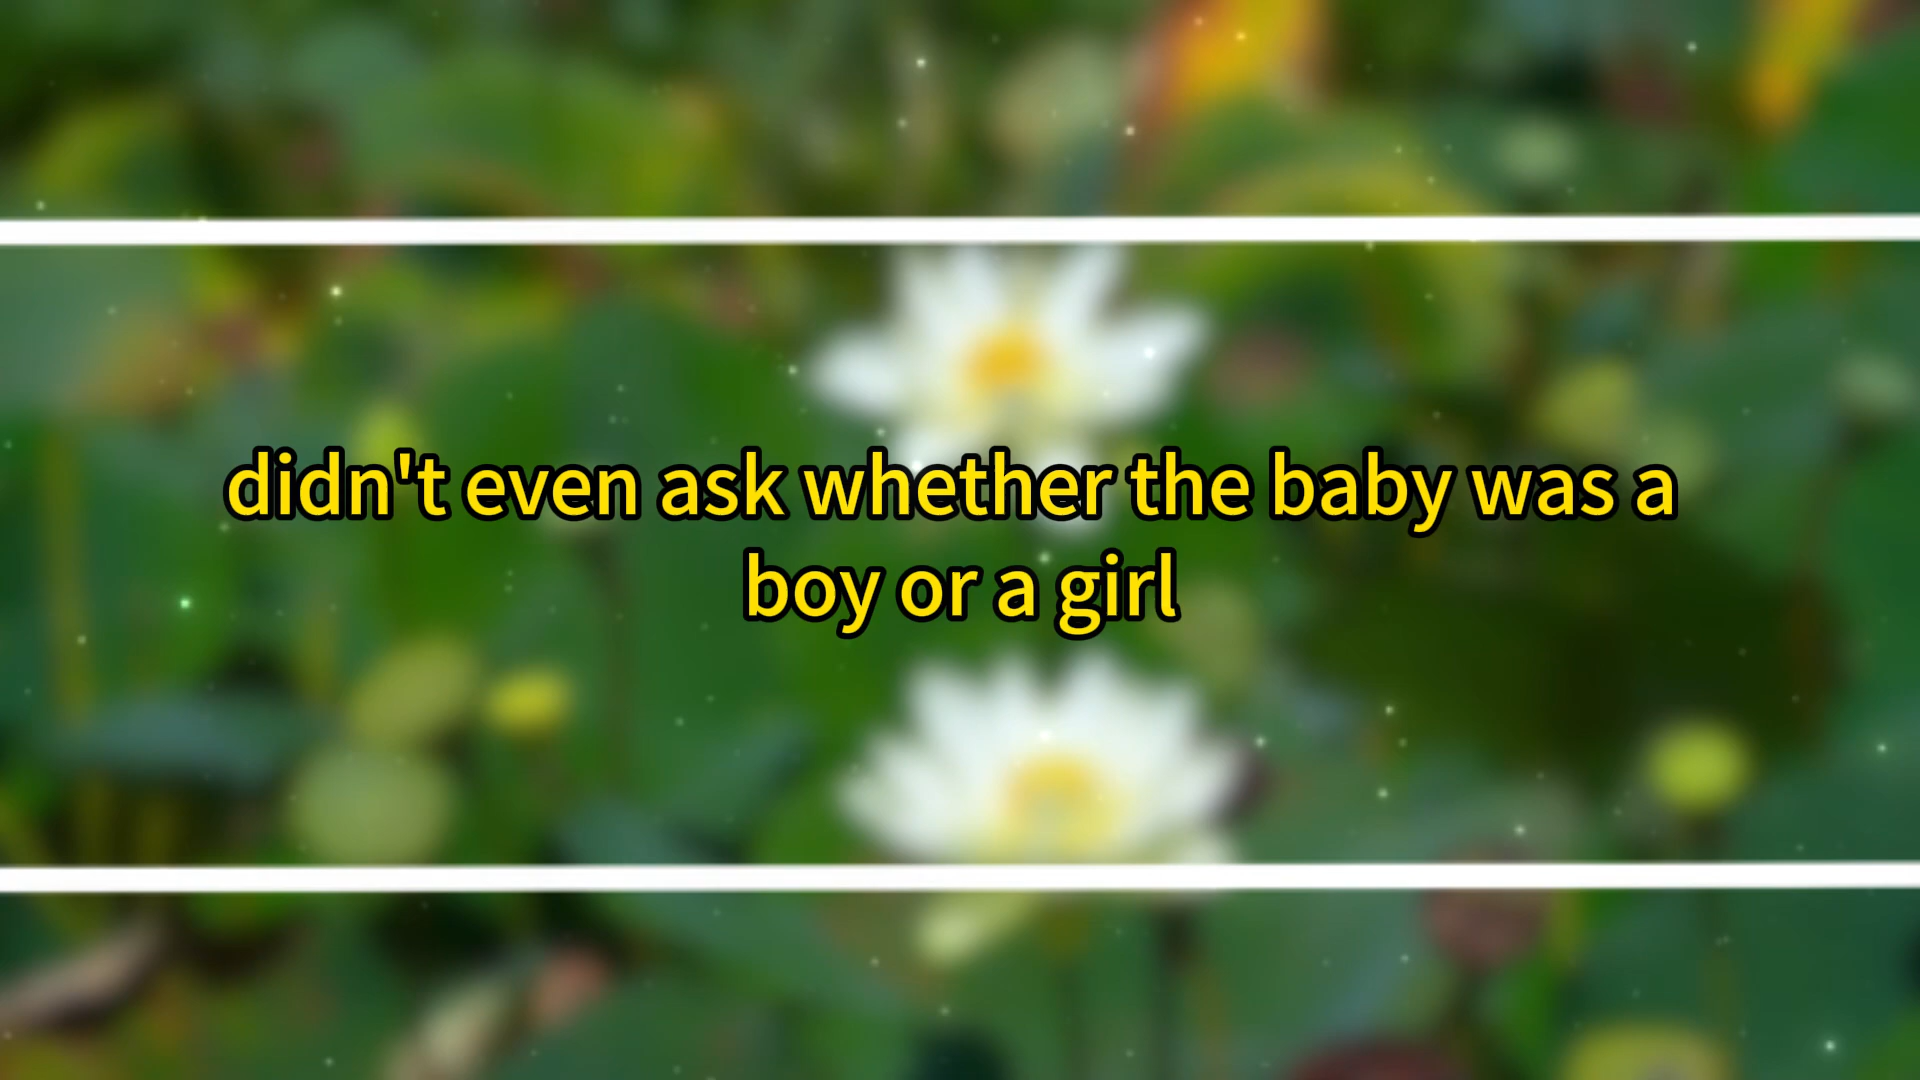 didn't even ask whether the baby was a
boy or a girl